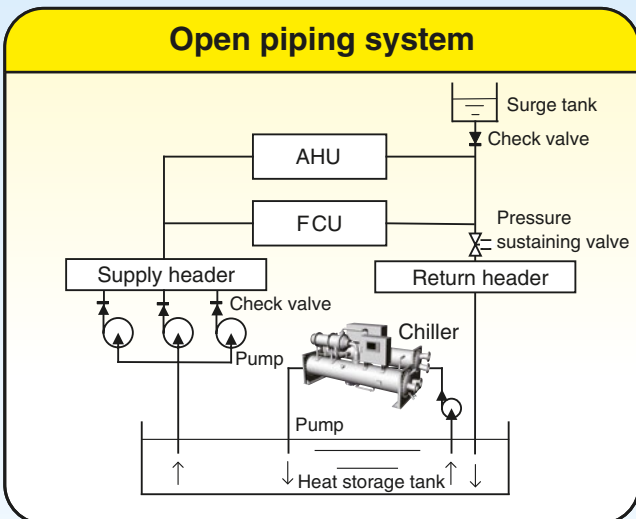 Open piping system
Surge tank
Check valve
AHU
FCU
Pressure
sustaining valve
Supply header
Return header
Check valve
Chiller
Pump
Pump
Heat storage tank